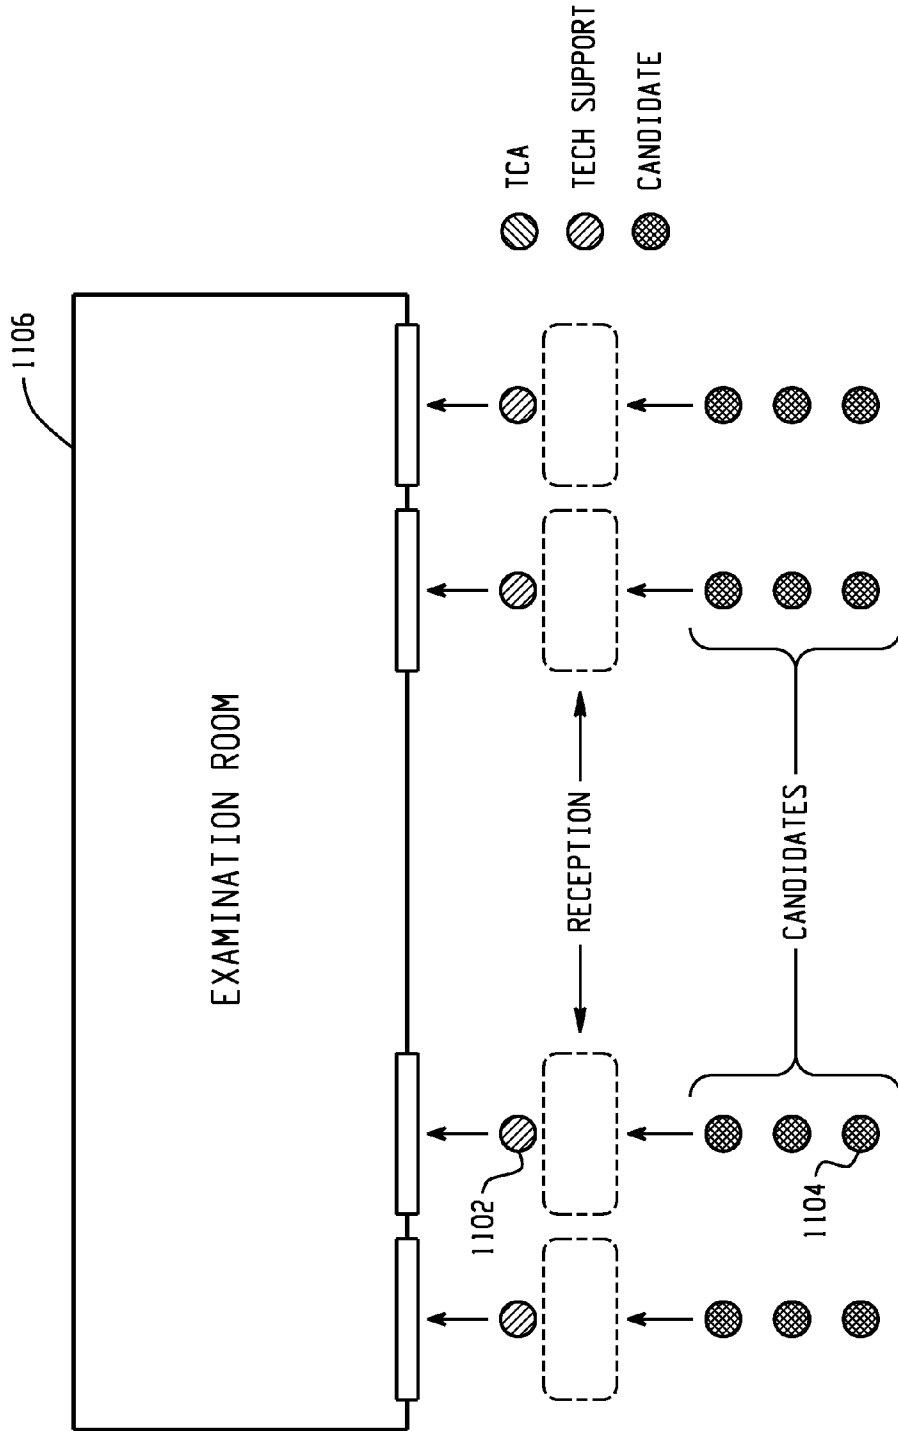 1106
EXAMINATION ROOM
TCA
TECH SUPPORT
CANDIDATE
1102
RECEPTION
CANDIDATES
1104